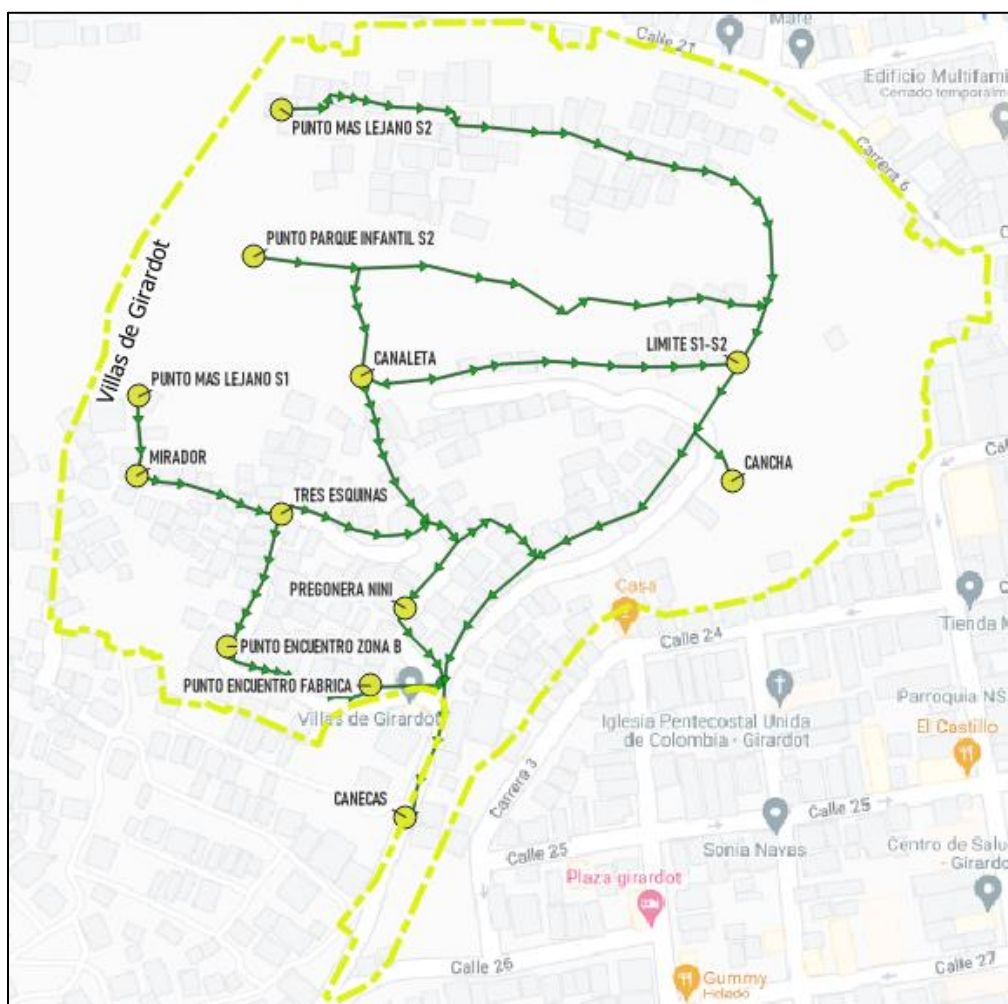 Mate
Calle 21
Edificio Multifami
Cerrado temporalme
PUNTO MAS LEJANO S2
Carrera 6
PUNTO PARQUE INFANTIL S2
Villas de Girardot
LIMITE S1-S2
CANALETA
PUNTO MAS LEJANO S1
MIRADOR
CANCHA
TRES ESQUINAS
PREGONERA NINI
Casa
Tienda M
Calle 24
PUNTO ENCUENTRO ZONA B
PUNTO ENCUENTRO FABRICA
Villas de Girardot
Iglesia Pentecostal Unida
de Colombia - Girardot
Parroquia NS
El Castillo
Carrera 3
CANECAS
Calle 25
Calle 25
Sonia Navas
Centro de Salu
- Girardo
Plaza girardot
Calle 26
Calle 27
Gummy
Helado